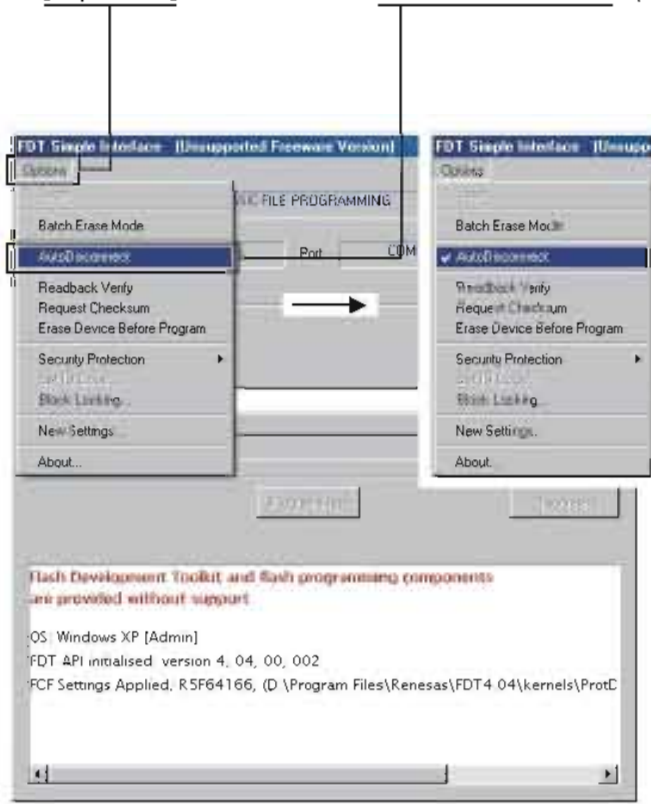 FDT Simple Interface (Unsupported Freeware Version)
Options
FILE PROGRAMMING
Batch Erase Mode
AutoDisconnect
Port COM
Readback Verify
Request Checksum
Erase Device Before Program
Security Protection
Block Locking...
New Settings...
About...
FDT Simple Interface (Unsupp
Options
Batch Erase Mode
AutoDisconnect
Readback Verify
Request Checksum
Erase Device Before Program
Security Protection
Block Locking
New Settings..
About.
Flash Development Toolkit and flash programming components
are provided without support
OS: Windows XP [Admin]
FDT API initialised: version 4, 04, 00, 002
FCF Settings Applied, R5F64166, (D:\Program Files\Renesas\FDT4.04\kernels\ProtD